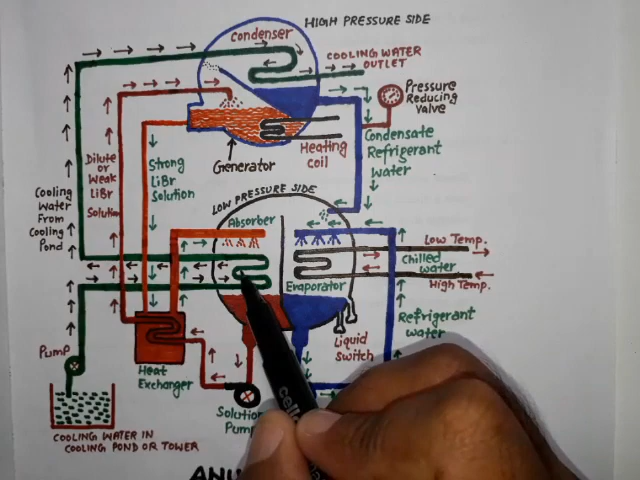 HIGH PRESSURE SIDE
Condenser
COOLING WATER
OUTLET
Pressure
Reducing
Valve
Generator
Heating
coil
Condensate
Refrigerant
Water
Dilute
or
Weak
LiBr
Solution
Strong
LiBr
Solution
Cooling
Water
From
Cooling
Pond
LOW PRESSURE SIDE
Absorber
Low Temp.
Chilled
Water
High Temp.
Evaporator
Refrigerant
water
Liquid
Switch
Pump
Heat
Exchanger
Solution
Pump
COOLING WATER IN
COOLING POND OR TOWER